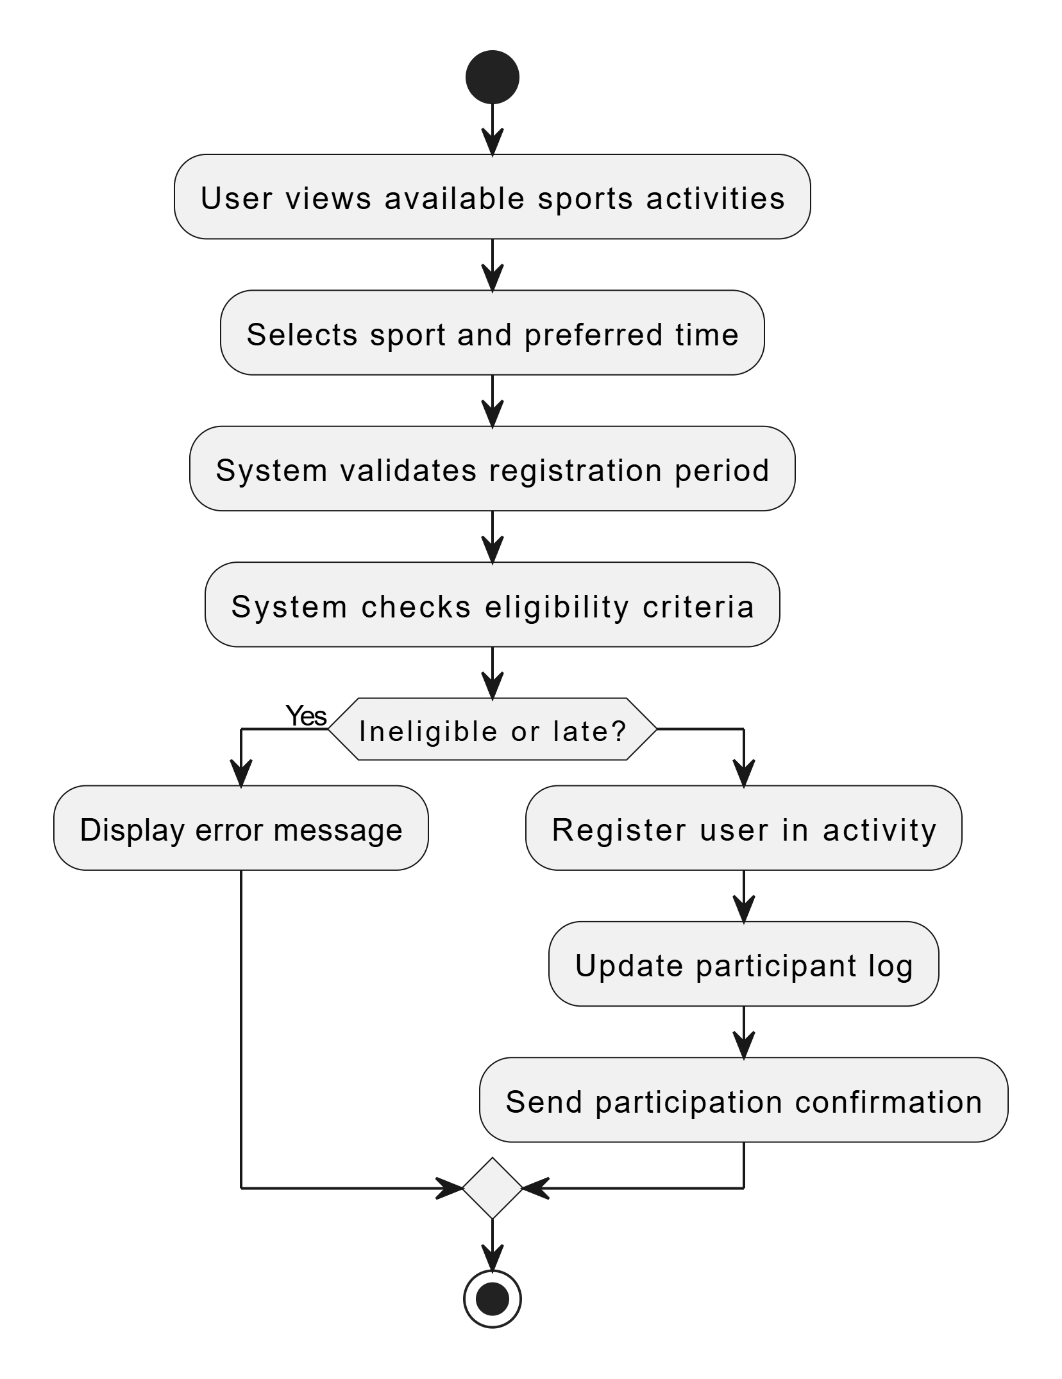 User views available sports activities
Selects sport and preferred time
System validates registration period
System checks eligibility criteria
Yes
Ineligible or late?
Display error message
Register user in activity
Update participant log
Send participation confirmation